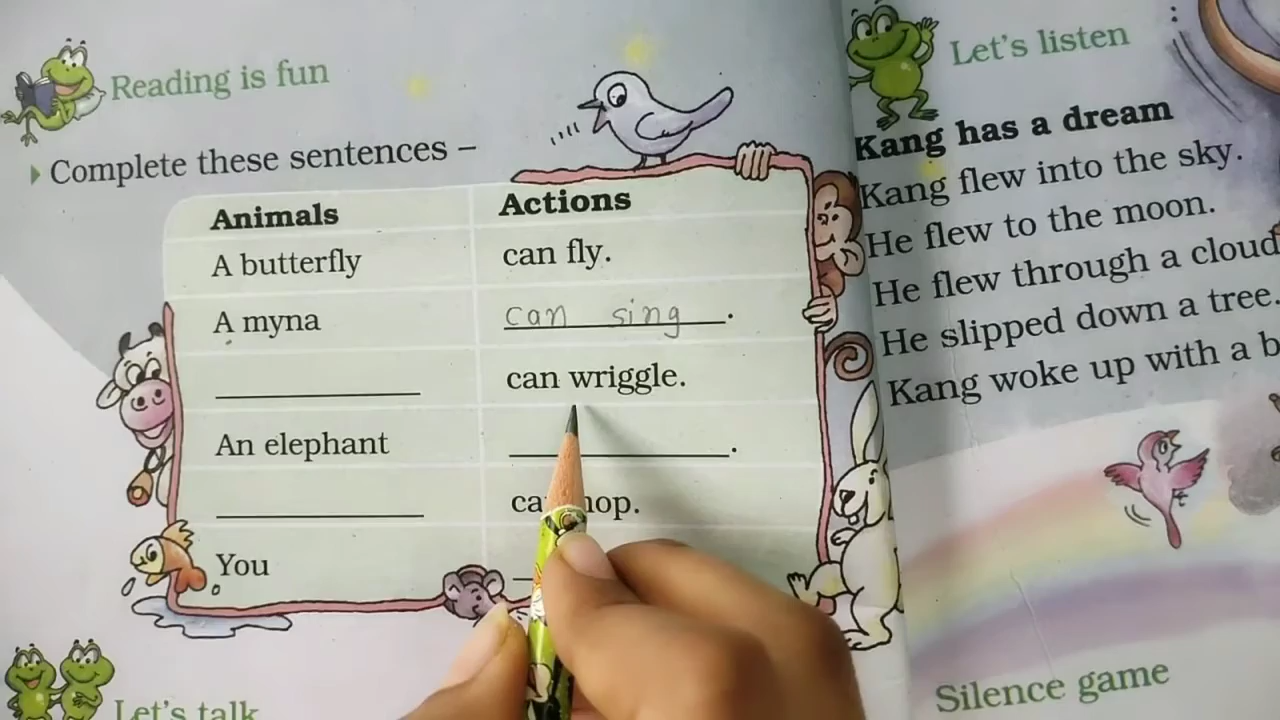 Reading is fun
Complete these sentences –
Animals Actions
A butterfly can fly.
A myna can sing.
can wriggle.
An elephant
hop.
You
Let's talk
Let's listen
Kang has a dream
Kang flew into the sky.
He flew to the moon.
He flew through a cloud
He slipped down a tree.
Kang woke up with a
Silence game